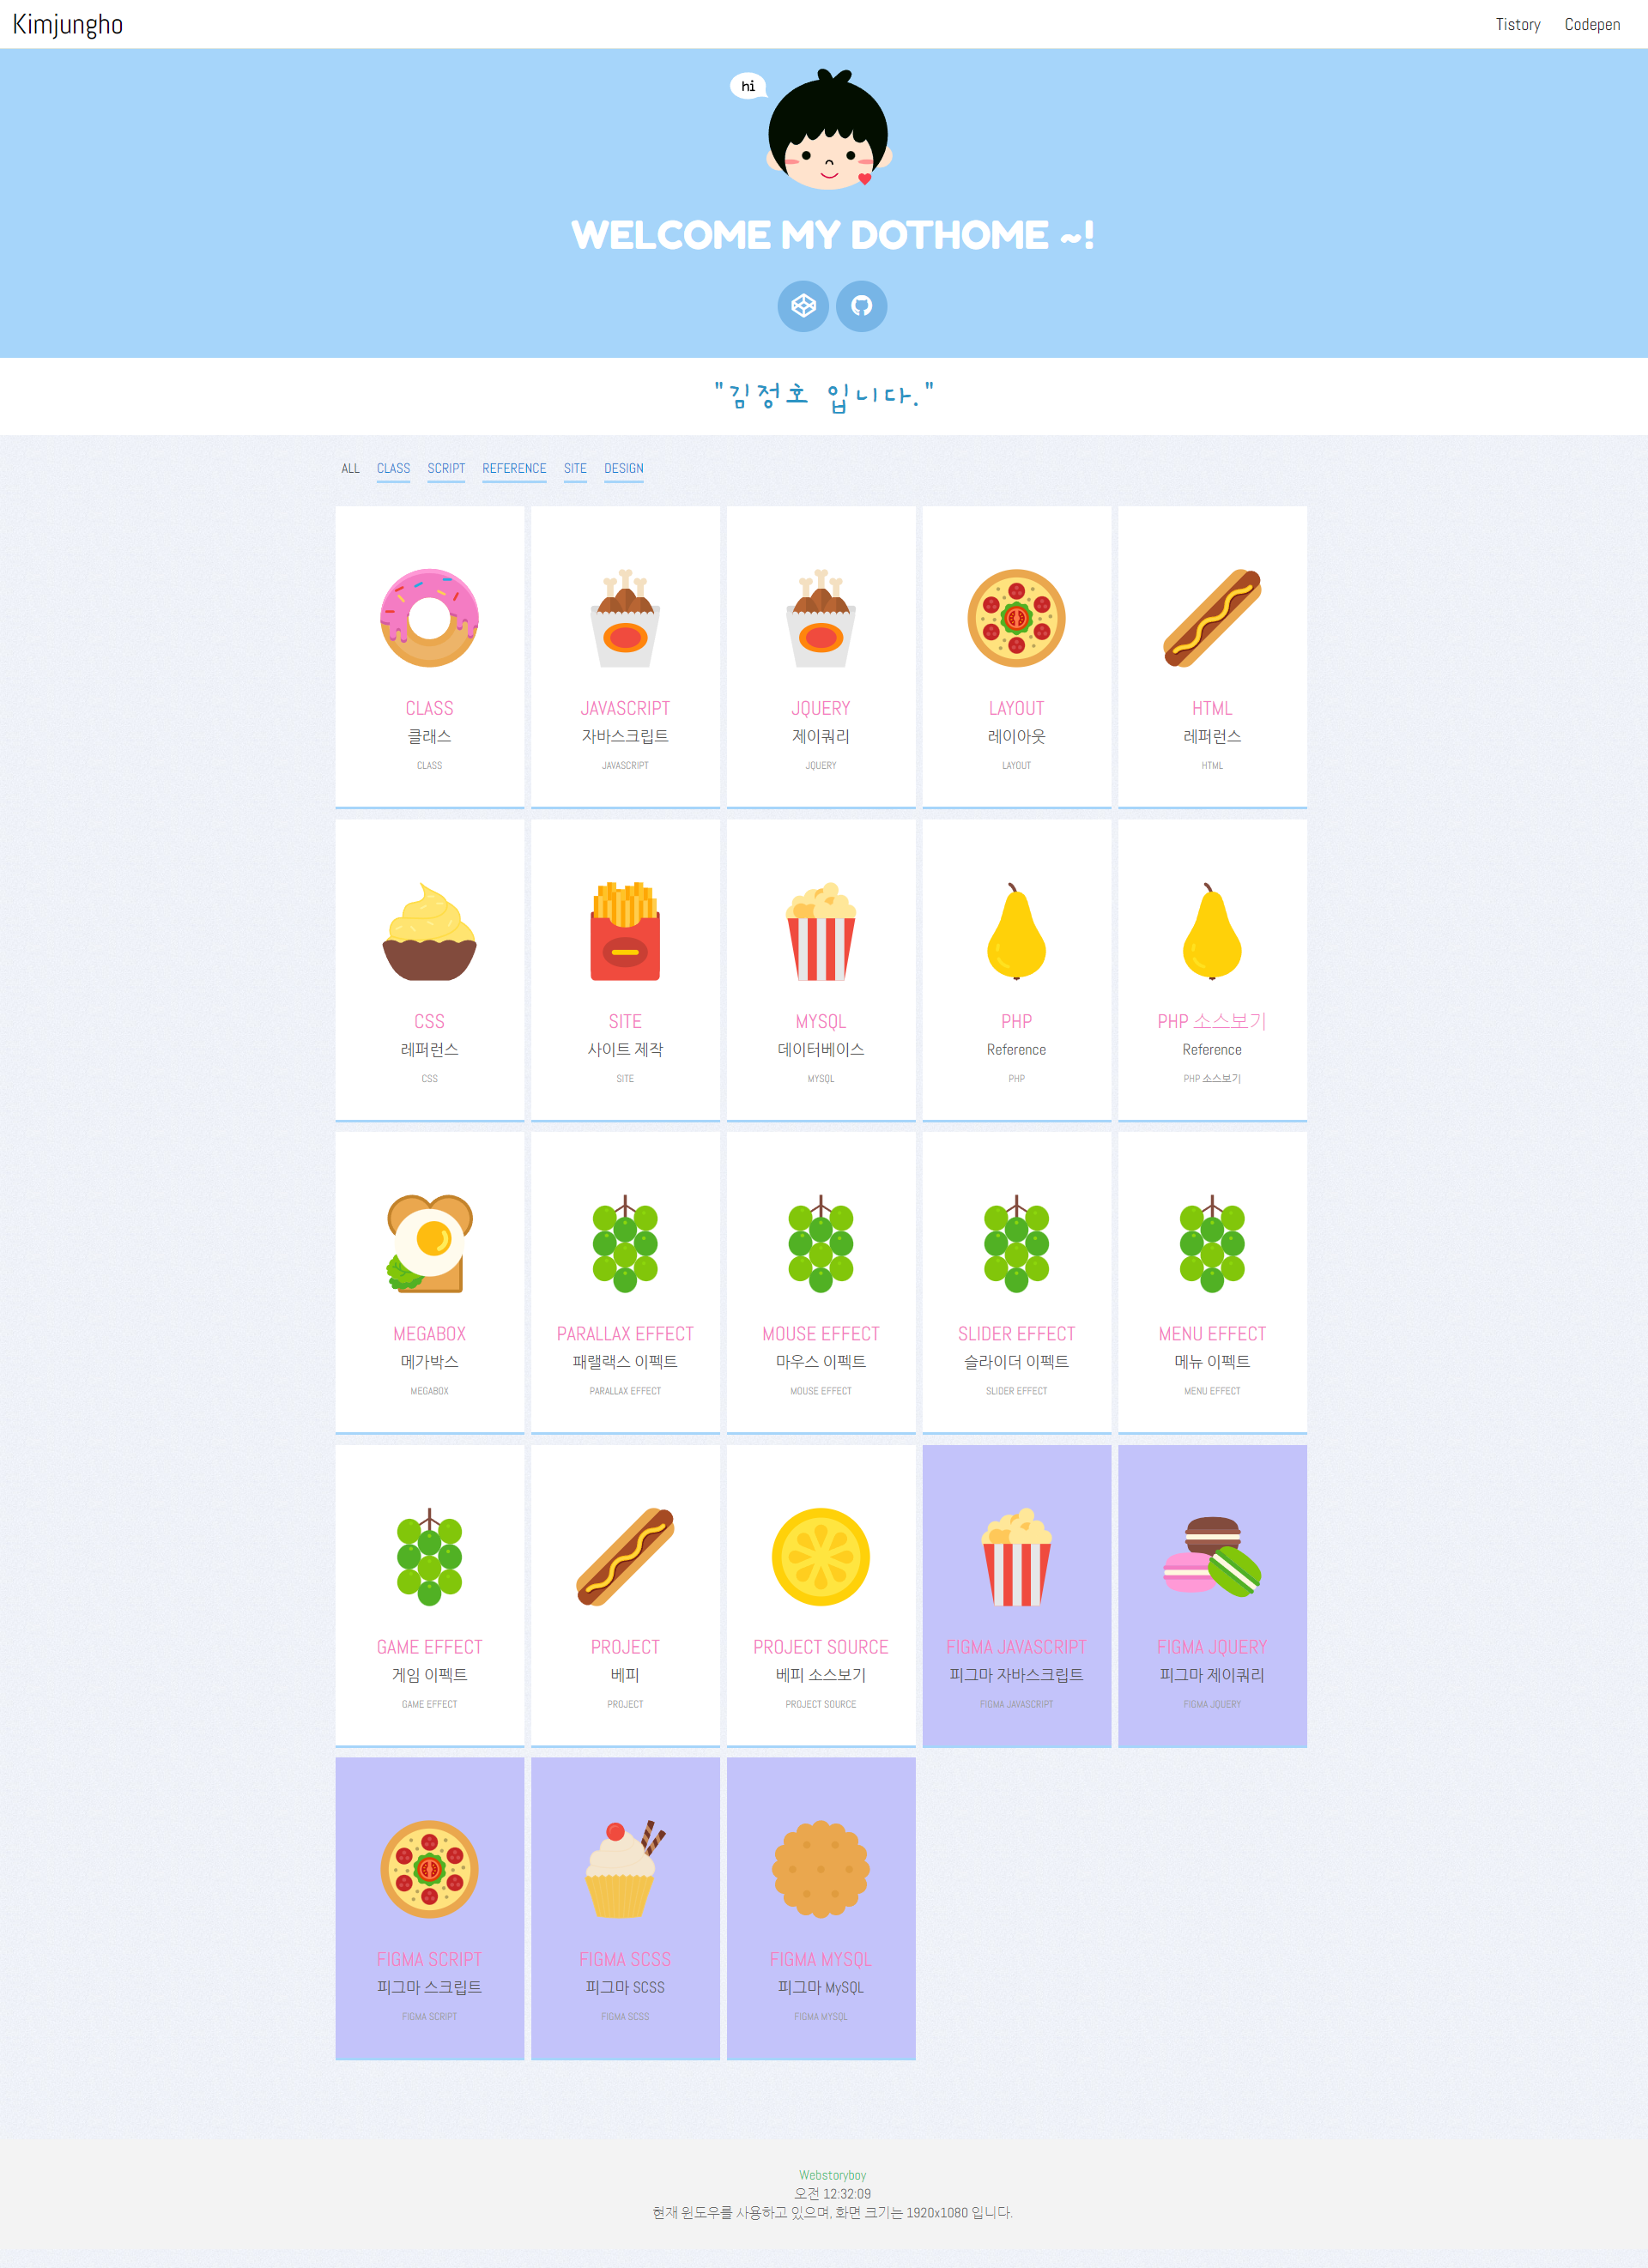 Kimjungho
Tistory Codepen
hi
WELCOME MY DOTHOME ~!
"김정호 입니다."
ALL CLASS SCRIPT REFERENCE SITE DESIGN
CLASS
클래스
CLASS
JAVASCRIPT
자바스크립트
JAVASCRIPT
JQUERY
제이쿼리
JQUERY
LAYOUT
레이아웃
LAYOUT
HTML
레퍼런스
HTML
CSS
레퍼런스
CSS
SITE
사이트 제작
SITE
MYSQL
데이터베이스
MYSQL
PHP
Reference
PHP
PHP 소스보기
Reference
PHP 소스보기
MEGABOX
메가박스
MEGABOX
PARALLAX EFFECT
패랠랙스 이펙트
PARALLAX EFFECT
MOUSE EFFECT
마우스 이펙트
MOUSE EFFECT
SLIDER EFFECT
슬라이더 이펙트
SLIDER EFFECT
MENU EFFECT
메뉴 이펙트
MENU EFFECT
GAME EFFECT
게임 이펙트
GAME EFFECT
PROJECT
베피
PROJECT
PROJECT SOURCE
베피 소스보기
PROJECT SOURCE
FIGMA JAVASCRIPT
피그마 자바스크립트
FIGMA JAVASCRIPT
FIGMA JQUERY
피그마 제이쿼리
FIGMA JQUERY
FIGMA SCRIPT
피그마 스크립트
FIGMA SCRIPT
FIGMA SCSS
피그마 SCSS
FIGMA SCSS
FIGMA MYSQL
피그마 MySQL
FIGMA MYSQL
Webstoryboy
오전 12:32:09
현재 윈도우를 사용하고 있으며, 화면 크기는 1920x1080 입니다.